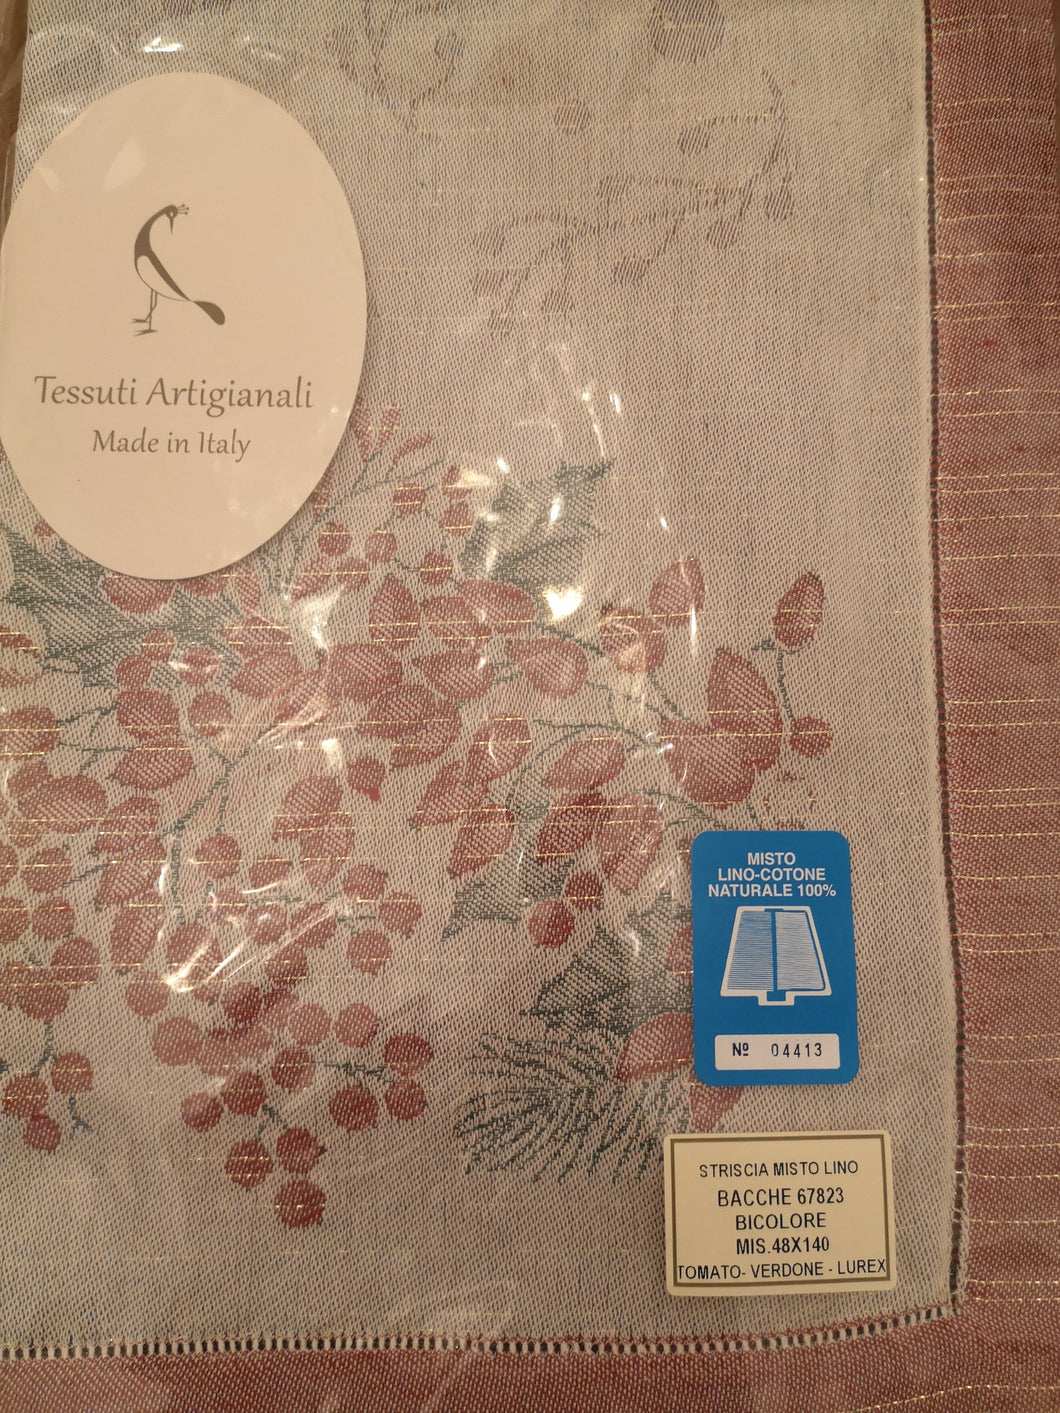 Tessuti Artigianali
Made in Italy
MISTO
LINO-COTONE
NATURALE 100%
Nº 04413
STRISCIA MISTO LINO
BACCHE 67823
BICOLORE
MIS.48X140
TOMATO- VERDONE - LUREX